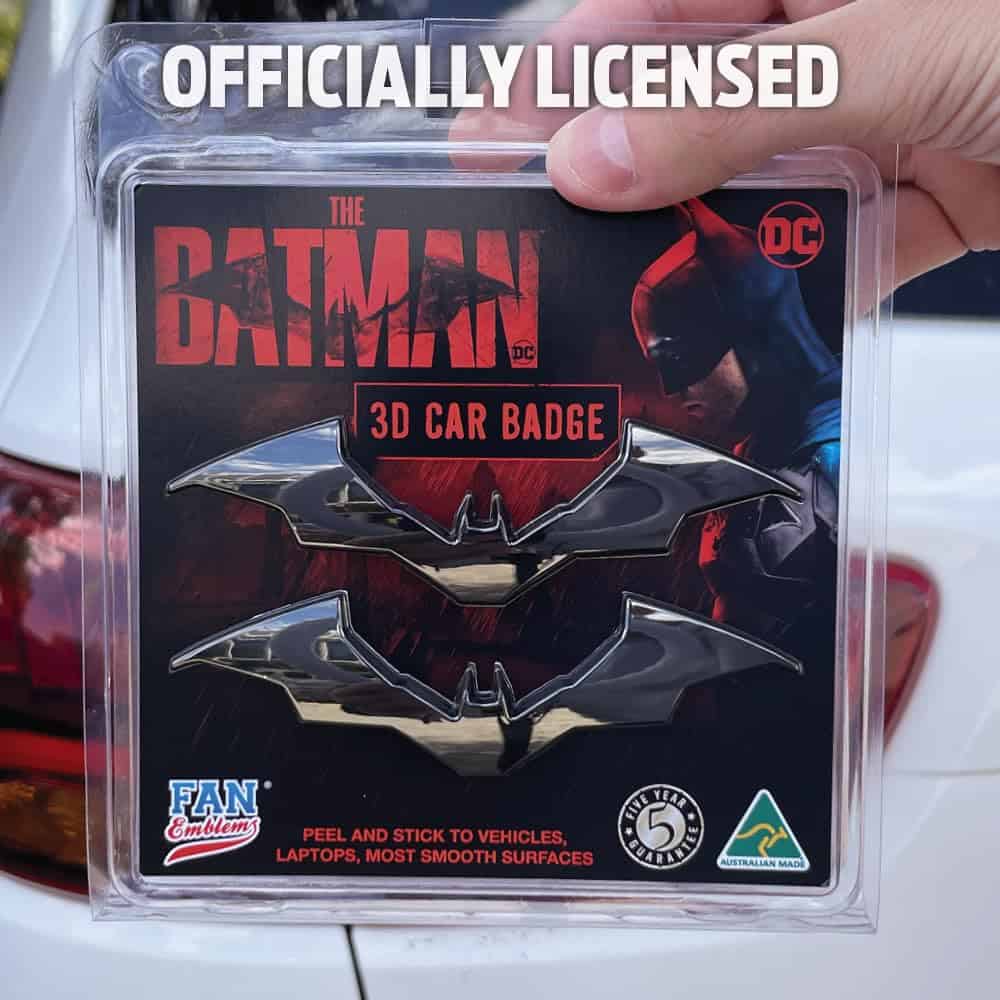 OFFICIALLY LICENSED
THE
BATMAN
DC
DC
3D CAR BADGE
FAN
Emblems
®
PEEL AND STICK TO VEHICLES,
LAPTOPS, MOST SMOOTH SURFACES
FIVE YEAR
5
GUARANTEE
AUSTRALIAN MADE